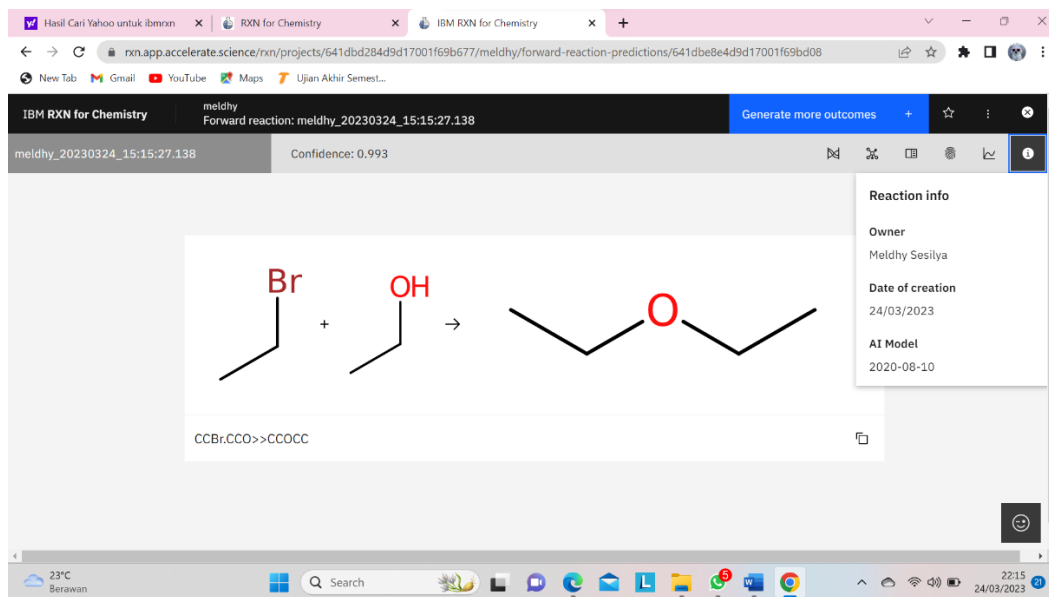 Hasil Cari Yahoo untuk ibmrxn
RXN for Chemistry
IBM RXN for Chemistry
rxn.app.accelerate.science/rxn/projects/641dbd284d9d17001f69b677/meldhy/forward-reaction-predictions/641dbe8e4d9d17001f69bd08
New Tab
Gmail
YouTube
Maps
Ujian Akhir Semest...
IBM RXN for Chemistry
meldhy
Forward reaction: meldhy_20230324_15:15:27.138
Generate more outcomes +
meldhy_20230324_15:15:27.138
Confidence: 0.993
Reaction info
Owner
Meldhy Sesilya
Date of creation
24/03/2023
AI Model
2020-08-10
Br
+
OH
→
O
CCBr.CCO>>CCOCC
23°C
Berawan
Search
5
22:15
24/03/2023
21